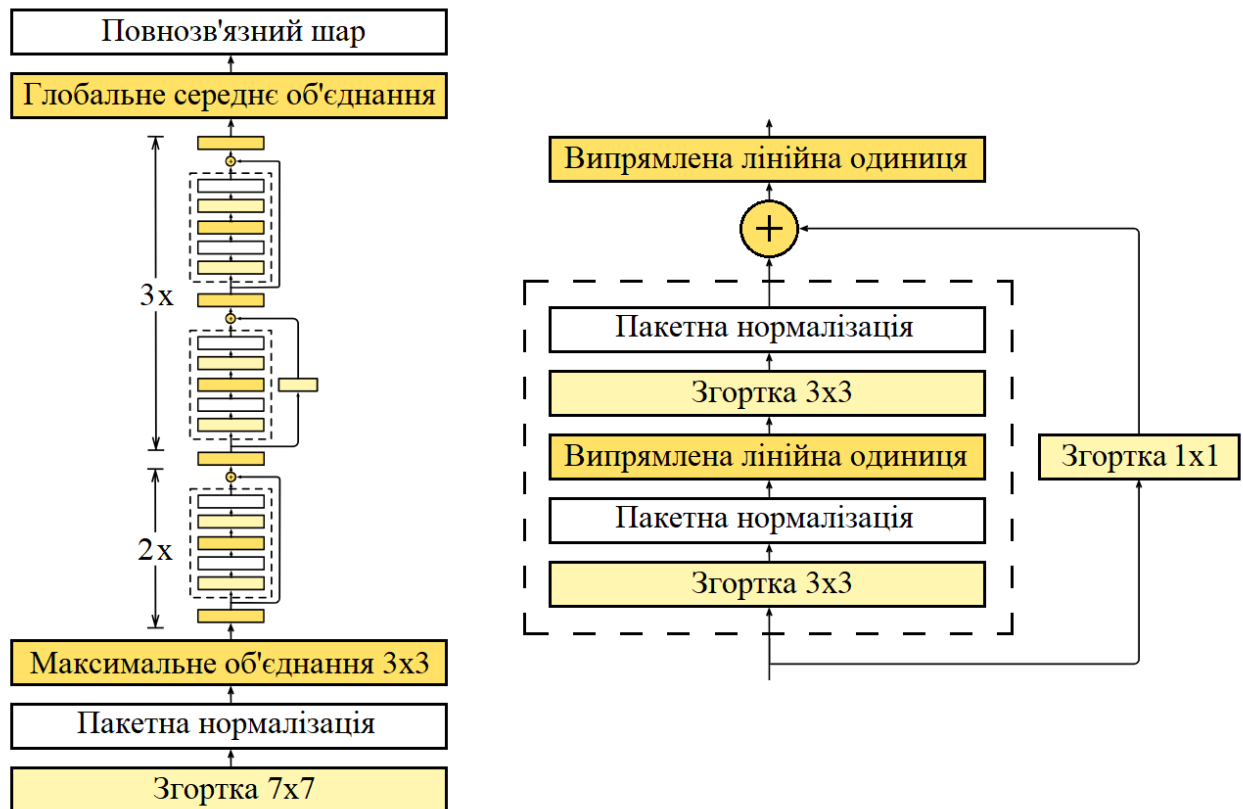 Повнозв'язний шар
Глобальне середнє об'єднання
3x
2x
Максимальне об'єднання 3x3
Пакетна нормалізація
Згортка 7x7
Випрямлена лінійна одиниця
+
Пакетна нормалізація
Згортка 3x3
Випрямлена лінійна одиниця
Пакетна нормалізація
Згортка 3x3
Згортка 1x1